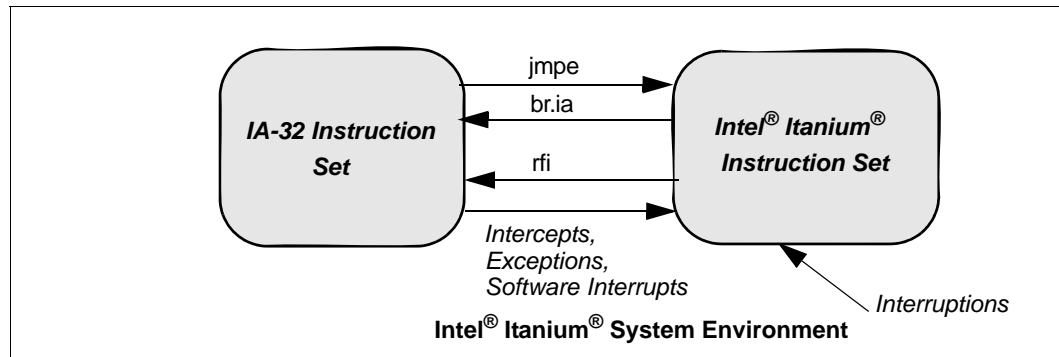 jmpe
br.ia
IA-32 Instruction
Set
Intel® Itanium®
Instruction Set
rfi
Intercepts,
Exceptions,
Software Interrupts
Interruptions
Intel® Itanium® System Environment